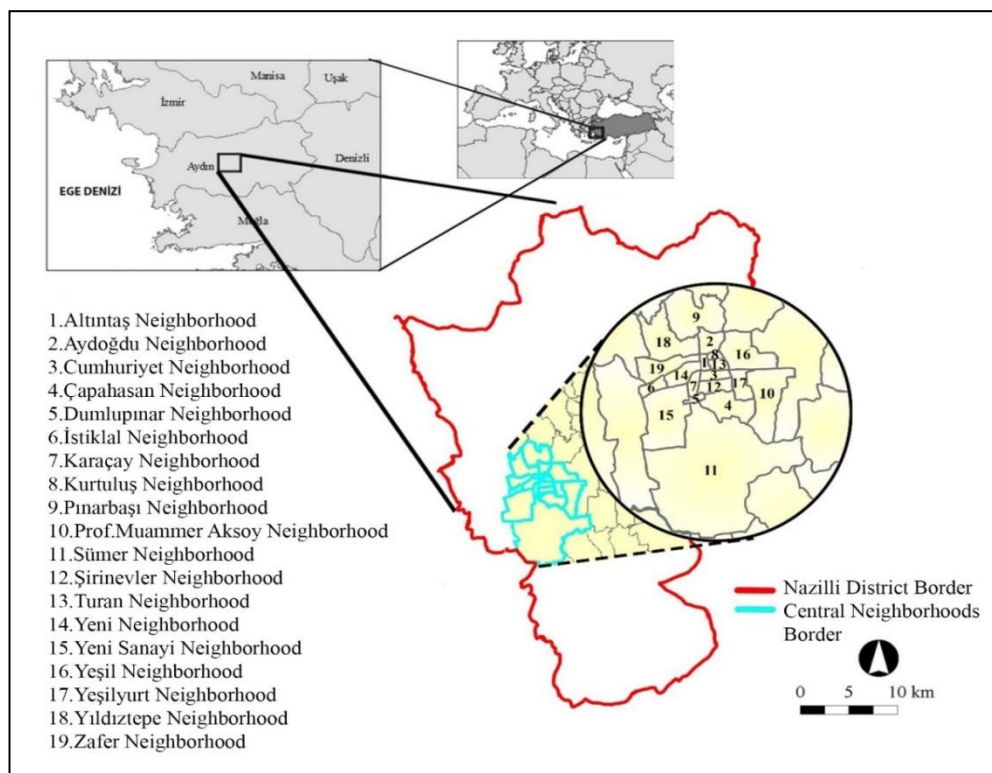 Manisa
Uşak
İzmir
Denizli
Aydın
EGE DENİZİ
Muğla
1.Altıntaş Neighborhood
2.Aydoğdu Neighborhood
3.Cumhuriyet Neighborhood
4.Çapahasan Neighborhood
5.Dumlupınar Neighborhood
6.İstiklal Neighborhood
7.Karaçay Neighborhood
8.Kurtuluş Neighborhood
9.Pınarbaşı Neighborhood
10.Prof.Muammer Aksoy Neighborhood
11.Sümer Neighborhood
12.Şirinevler Neighborhood
13.Turan Neighborhood
14.Yeni Neighborhood
15.Yeni Sanayi Neighborhood
16.Yeşil Neighborhood
17.Yeşilyurt Neighborhood
18.Yıldıztepe Neighborhood
19.Zafer Neighborhood
9
18
2
8
16
19
1
13
14
3
6
7
12
17
10
5
4
15
11
Nazilli District Border
Central Neighborhoods
Border
0 5 10 km